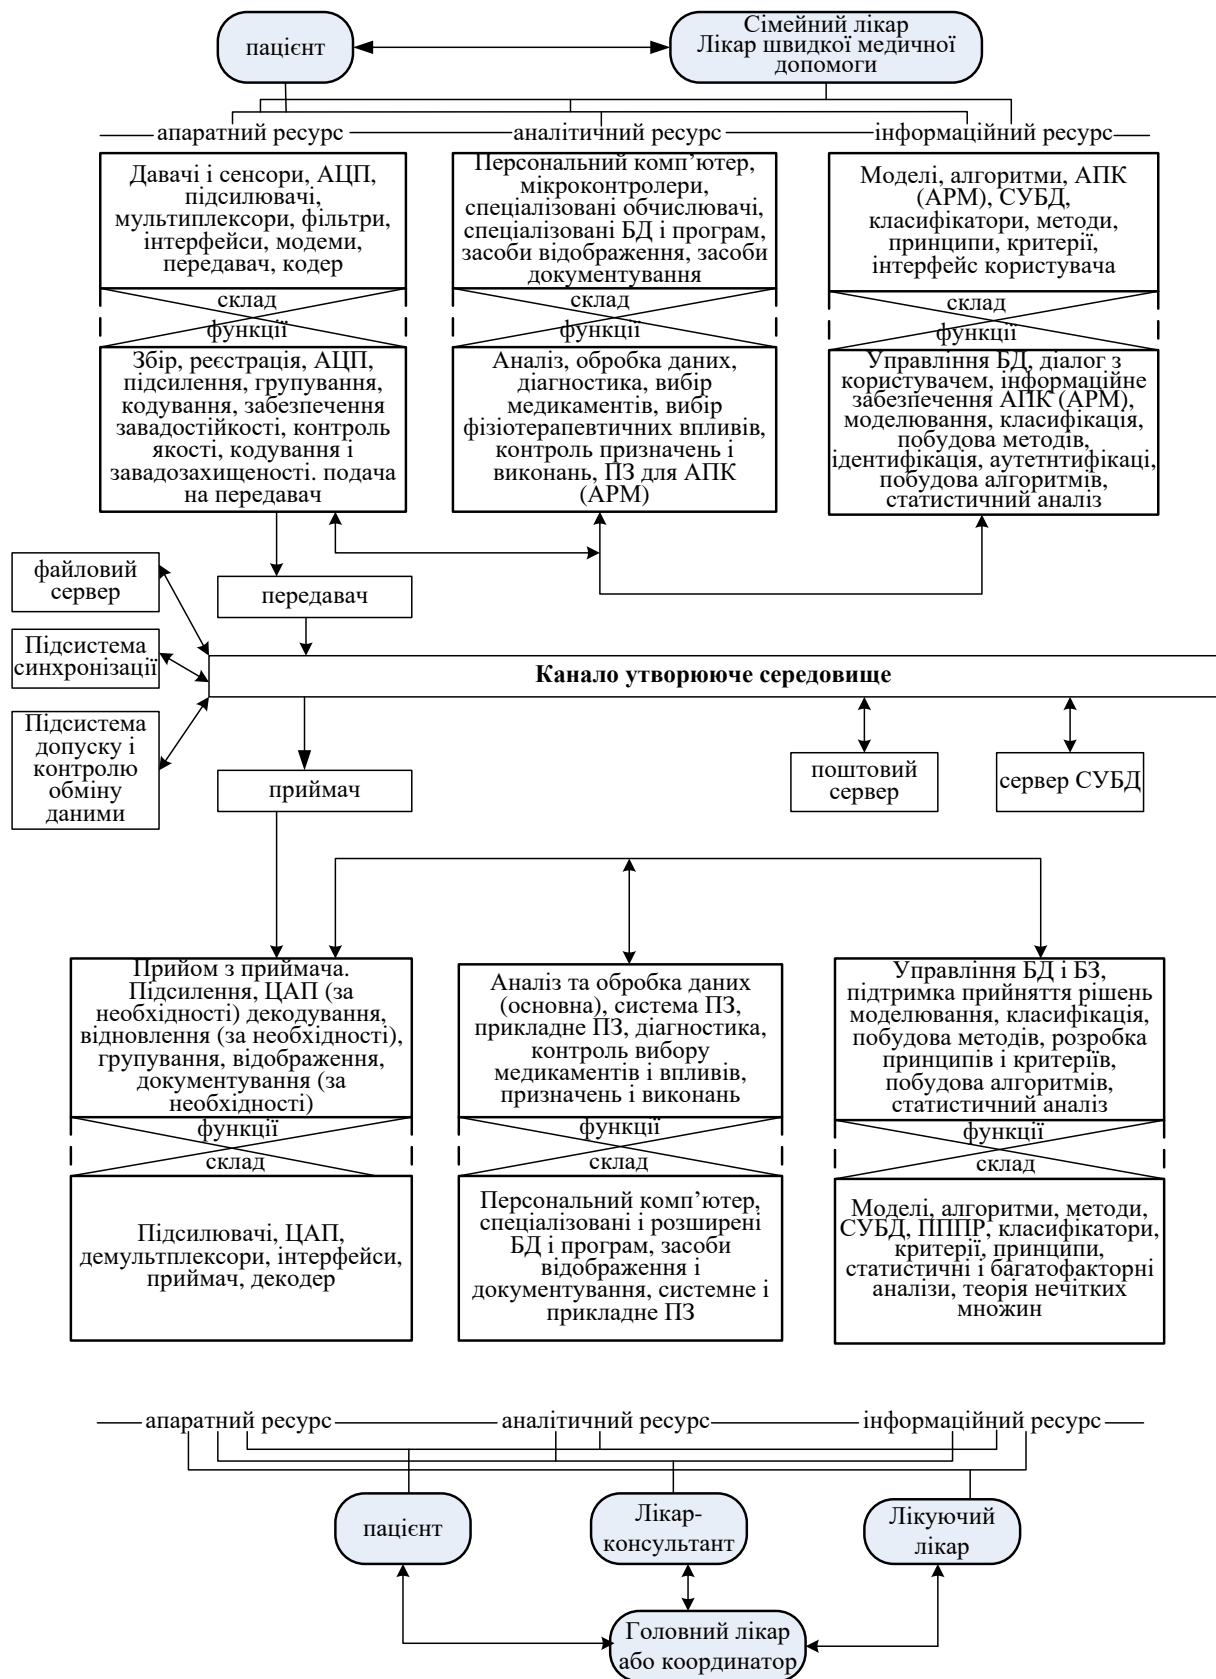 пацієнт
Сімейний лікар
Лікар швидкої медичної
допомоги
апаратний ресурс
аналітичний ресурс
інформаційний ресурс
Давачі і сенсори, АЦП,
підсилювачі,
мультиплексори, фільтри,
інтерфейси, модеми,
передавач, кодер
Персональний комп’ютер,
мікроконтролери,
спеціалізовані обчислювачі,
спеціалізовані БД і програм,
засоби відображення, засоби
документування
Моделі, алгоритми, АПК
(АРМ), СУБД,
класифікатори, методи,
принципи, критерії,
інтерфейс користувача
склад
функції
склад
функції
склад
функції
Збір, реєстрація, АЦП,
підсилення, групування,
кодування, забезпечення
завадостійкості, контроль
якості, кодування і
завадозахищеності. подача
на передавач
Аналіз, обробка даних,
діагностика, вибір
медикаментів, вибір
фізіотерапевтичних впливів,
контроль призначень і
виконань, ПЗ для АПК
(АРМ)
Управління БД, діалог з
користувачем, інформаційне
забезпечення АПК (АРМ),
моделювання, класифікація,
побудова методів,
ідентифікація, аутетнтифікаці,
побудова алгоритмів,
статистичний аналіз
файловий
сервер
передавач
Підсистема
синхронізації
Канало утворююче середовище
Підсистема
допуску і
контролю
обміну
даними
приймач
поштовий
сервер
сервер СУБД
Прийом з приймача.
Підсилення, ЦАП (за
необхідності) декодування,
відновлення (за необхідності),
групування, відображення,
документування (за
необхідності)
Аналіз та обробка даних
(основна), система ПЗ,
прикладне ПЗ, діагностика,
контроль вибору
медикаментів і впливів,
призначень і виконань
Управління БД і БЗ,
підтримка прийняття рішень
моделювання, класифікація,
побудова методів, розробка
принципів і критеріїв,
побудова алгоритмів,
статистичний аналіз
функції
склад
функції
склад
функції
склад
Підсилювачі, ЦАП,
демультплексори, інтерфейси,
приймач, декодер
Персональний комп’ютер,
спеціалізовані і розширені
БД і програм, засоби
відображення і
документування, системне і
прикладне ПЗ
Моделі, алгоритми, методи,
СУБД, ПППР, класифікатори,
критерії, принципи,
статистичні і багатофакторні
аналізи, теорія нечітких
множин
апаратний ресурс
аналітичний ресурс
інформаційний ресурс
пацієнт
Лікар-
консультант
Лікуючий
лікар
Головний лікар
або координатор